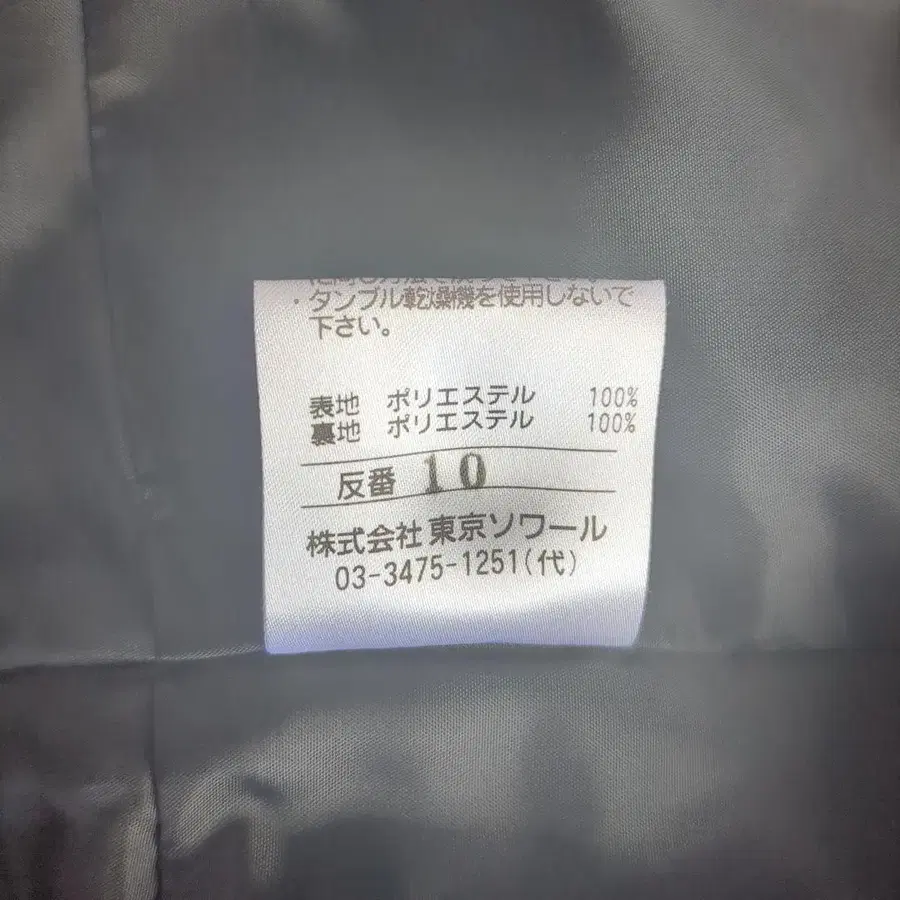 ・タンブル乾燥機を使用しないで
下さい。
表地 ポリエステル 100%
裏地 ポリエステル 100%
反番 10
株式会社 東京ソワール
03-3475-1251(代)